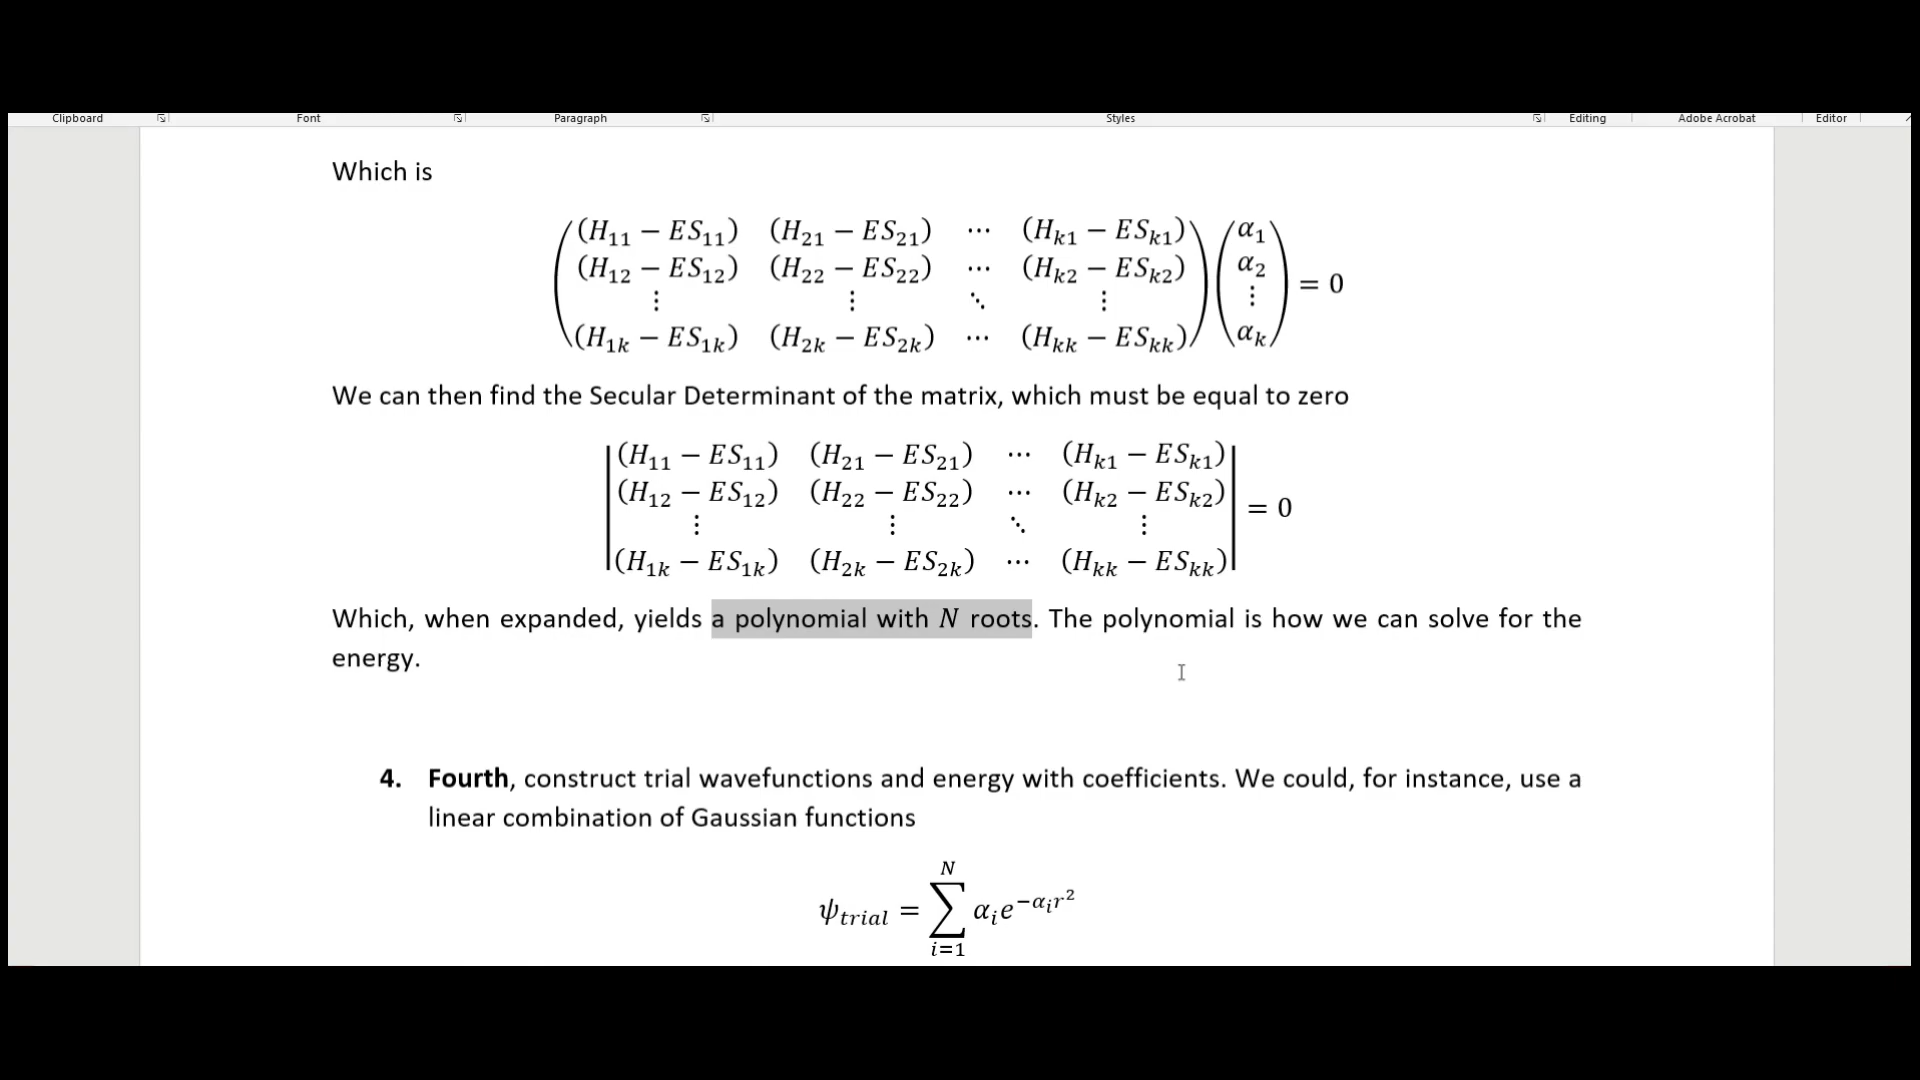 Clipboard Font Paragraph Styles Editing Adobe Acrobat Editor
Which is
(H₁₁ − ES₁₁) (H₂₁ − ES₂₁) ⋯ (Hₖ₁ − ESₖ₁) α₁
(H₁₂ − ES₁₂) (H₂₂ − ES₂₂) ⋯ (Hₖ₂ − ESₖ₂) α₂
⋮ ⋮ ⋱ ⋮ ⋮ = 0
(H₁ₖ − ES₁ₖ) (H₂ₖ − ES₂ₖ) ⋯ (Hₖₖ − ESₖₖ) αₖ
We can then find the Secular Determinant of the matrix, which must be equal to zero
|(H₁₁ − ES₁₁) (H₂₁ − ES₂₁) ⋯ (Hₖ₁ − ESₖ₁)|
|(H₁₂ − ES₁₂) (H₂₂ − ES₂₂) ⋯ (Hₖ₂ − ESₖ₂)|
⋮ ⋮ ⋱ ⋮ = 0
|(H₁ₖ − ES₁ₖ) (H₂ₖ − ES₂ₖ) ⋯ (Hₖₖ − ESₖₖ)|
Which, when expanded, yields a polynomial with N roots. The polynomial is how we can solve for the
energy.
4. Fourth, construct trial wavefunctions and energy with coefficients. We could, for instance, use a
linear combination of Gaussian functions
N
ψ_trial = ∑ αᵢe^(−αᵢr²)
i=1